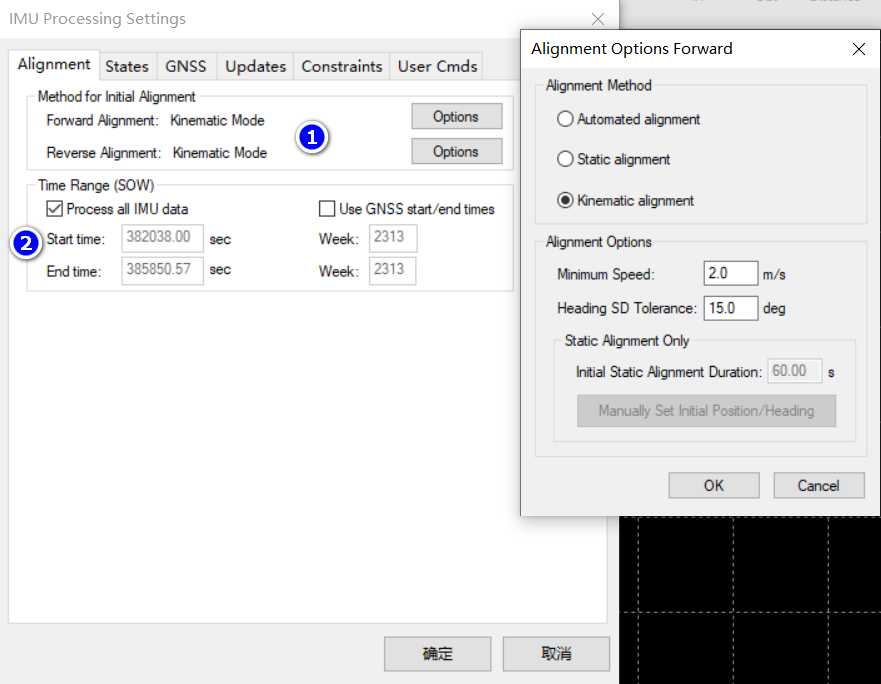 IMU Processing Settings
Alignment States GNSS Updates Constraints User Cmds
Method for Initial Alignment
Forward Alignment: Kinematic Mode Options
1
Reverse Alignment: Kinematic Mode Options
Time Range (SOW)
Process all IMU data Use GNSS start/end times
2
Start time: 382038.00 sec Week: 2313
End time: 385850.57 sec Week: 2313
确定 取消
Alignment Options Forward
Alignment Method
Automated alignment
Static alignment
Kinematic alignment
Alignment Options
Minimum Speed: 2.0 m/s
Heading SD Tolerance: 15.0 deg
Static Alignment Only
Initial Static Alignment Duration: 60.00 s
Manually Set Initial Position/Heading
OK Cancel